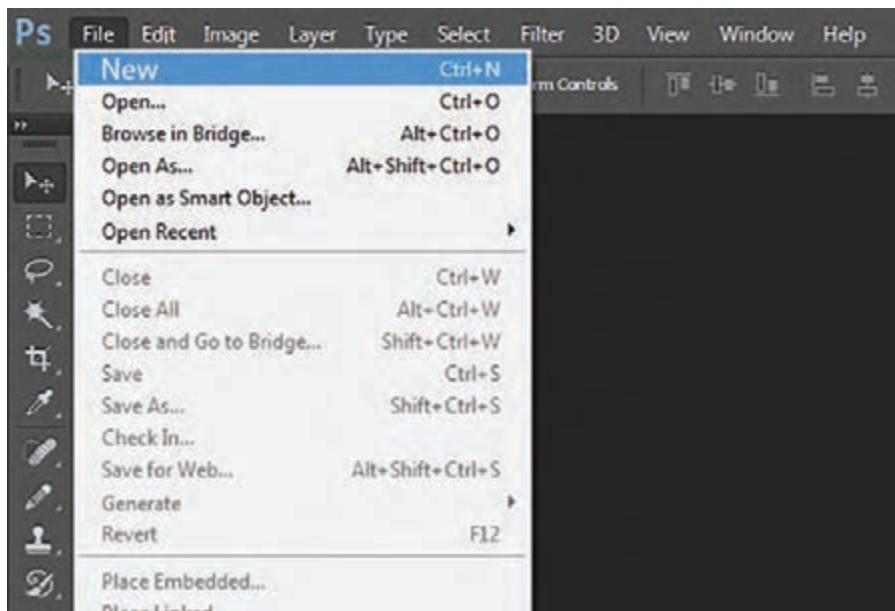 Ps File Edit Image Layer Type Select Filter 3D View Window Help
New Ctrl+N
rm Controls
Open... Ctrl+O
Browse in Bridge... Alt+Ctrl+O
Open As... Alt+Shift+Ctrl+O
Open as Smart Object...
Open Recent
Close Ctrl+W
Close All Alt+Ctrl+W
Close and Go to Bridge... Shift+Ctrl+W
Save Ctrl+S
Save As... Shift+Ctrl+S
Check In...
Save for Web... Alt+Shift+Ctrl+S
Generate
Revert F12
Place Embedded...
Place Linked